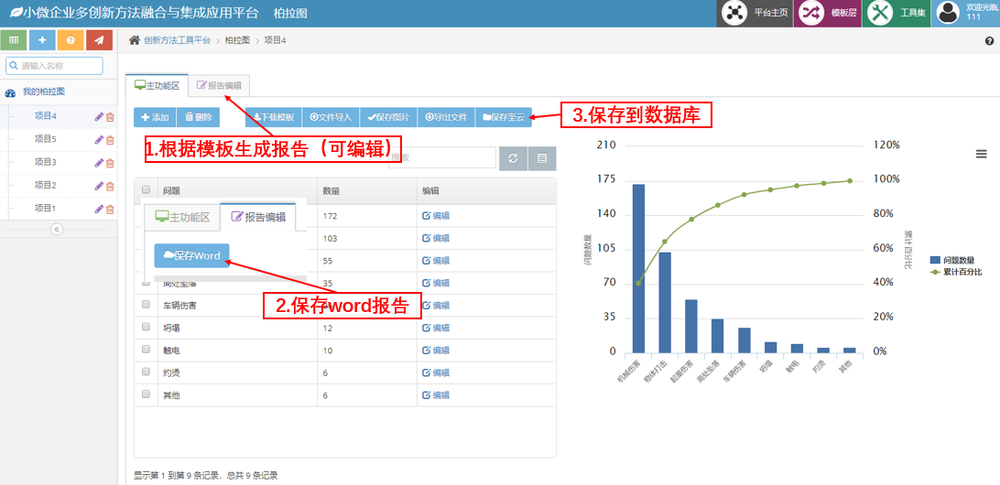 小微企业多创新方法融合与集成应用平台 柏拉图
平台主页
模板层
工具集
欢迎光临,
111
请输入名称
我的柏拉图
项目4
项目5
项目3
项目2
项目1
创新方法工具平台 > 柏拉图 > 项目4
主功能区
报告编辑
添加
删除
下载模板
文件导入
保存图片
导出文件
保存至云
3.保存到数据库
1.根据模板生成报告（可编辑）
问题 数量 编辑
172 编辑
103 编辑
55 编辑
高处坠落 35 编辑
车辆伤害 编辑
坍塌 12 编辑
触电 10 编辑
灼烫 6 编辑
其他 6 编辑
主功能区
报告编辑
保存Word
2.保存word报告
显示第 1 到第 9 条记录，总共 9 条记录
210
175
140
105
70
35
0
问题数量
120%
100%
80%
60%
40%
20%
0%
累计百分比
机械伤害
物体打击
起重伤害
高处坠落
车辆伤害
坍塌
触电
灼烫
其他
问题数量
累计百分比